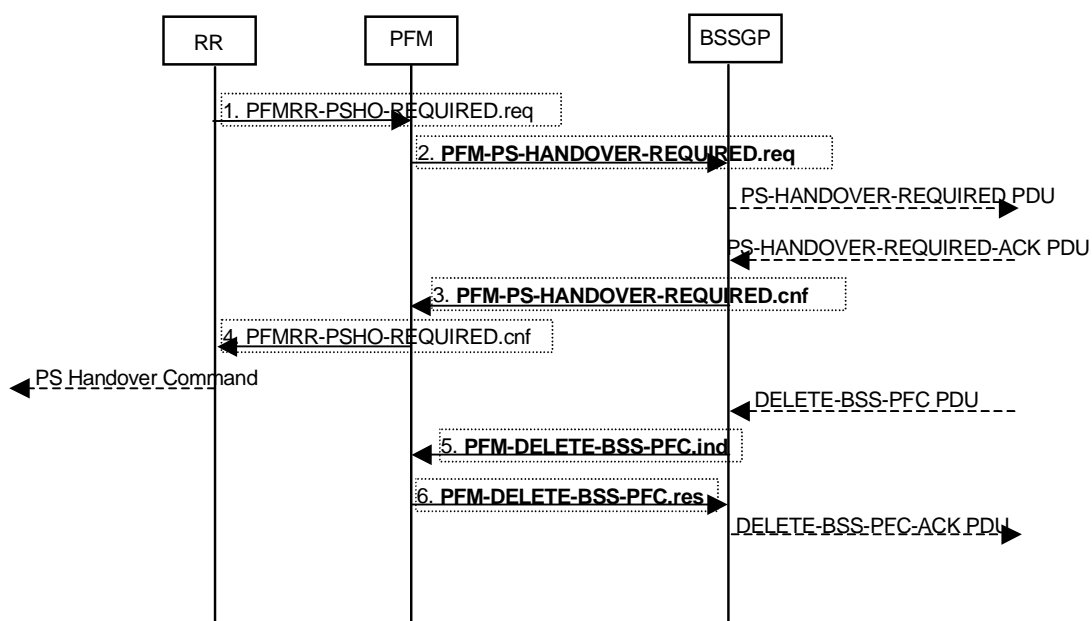 RR
PFM
BSSGP
1. PFMRR-PSHO-REQUIRED.req
2. PFM-PS-HANDOVER-REQUIRED.req
PS-HANDOVER-REQUIRED PDU
PS-HANDOVER-REQUIRED-ACK PDU
3. PFM-PS-HANDOVER-REQUIRED.cnf
4. PFMRR-PSHO-REQUIRED.cnf
PS Handover Command
DELETE-BSS-PFC PDU
5. PFM-DELETE-BSS-PFC.ind
6. PFM-DELETE-BSS-PFC.res
DELETE-BSS-PFC-ACK PDU